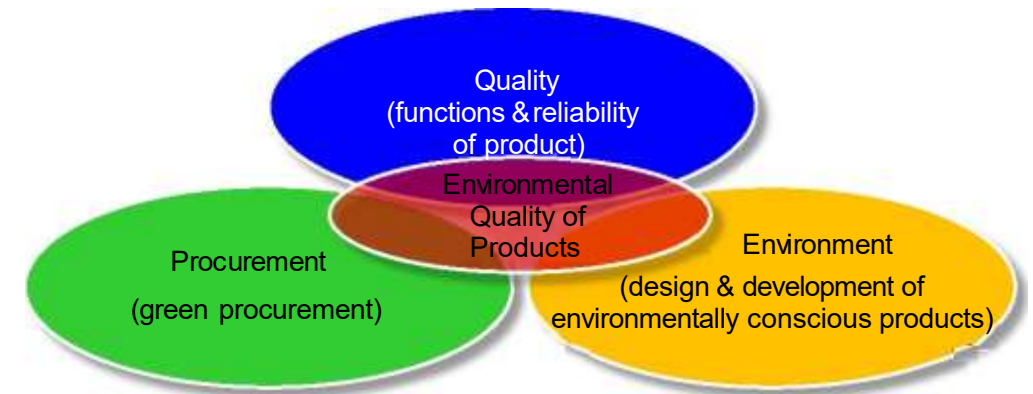 Quality
(functions & reliability
of product)
Environmental
Quality of
Products
Procurement
(green procurement)
Environment
(design & development of
environmentally conscious products)